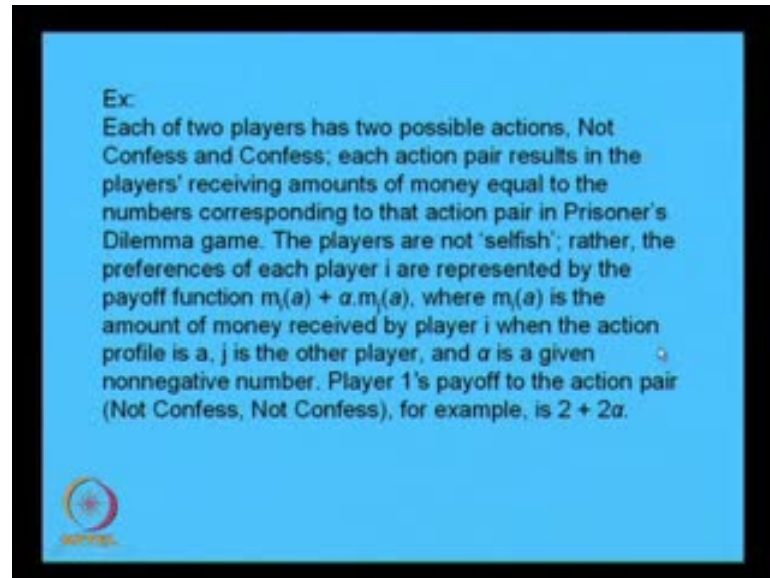 Ex:
Each of two players has two possible actions, Not
Confess and Confess; each action pair results in the
players' receiving amounts of money equal to the
numbers corresponding to that action pair in Prisoner's
Dilemma game. The players are not 'selfish'; rather, the
preferences of each player i are represented by the
payoff function mᵢ(a) + α.mⱼ(a), where mᵢ(a) is the
amount of money received by player i when the action
profile is a, j is the other player, and α is a given
nonnegative number. Player 1's payoff to the action pair
(Not Confess, Not Confess), for example, is 2 + 2α.
NPTEL